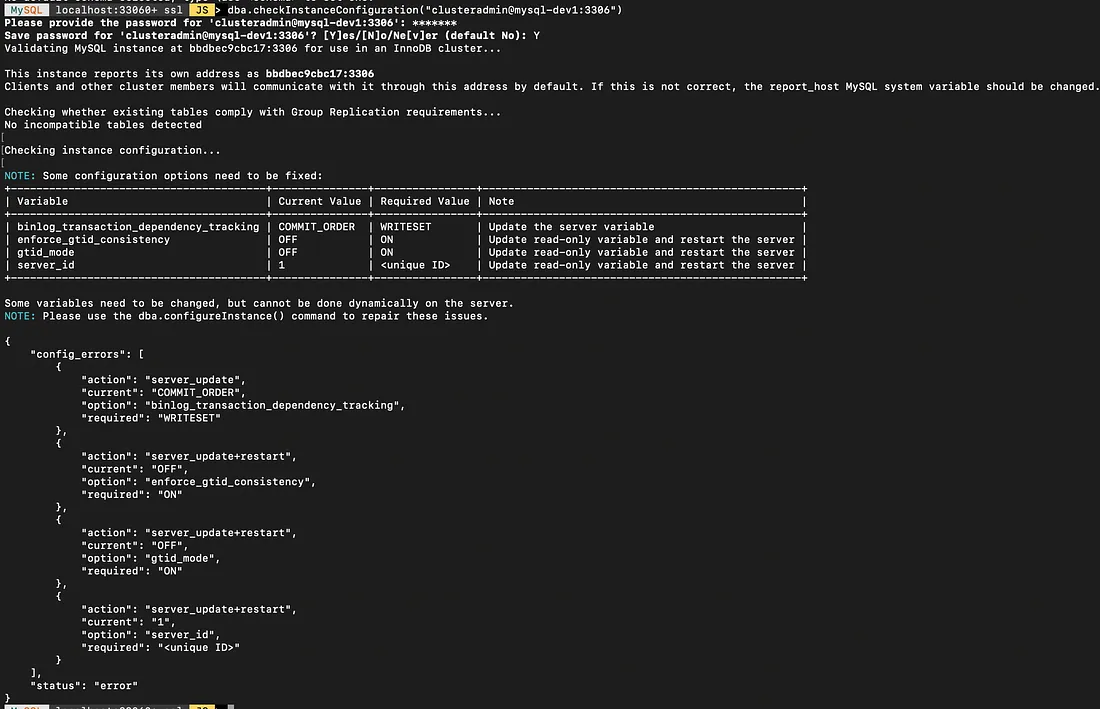 MySQL localhost:33060+ ssl JS > dba.checkInstanceConfiguration("clusteradmin@mysql-dev1:3306")
Please provide the password for 'clusteradmin@mysql-dev1:3306': *******
Save password for 'clusteradmin@mysql-dev1:3306'? [Y]es/[N]o/Ne[v]er (default No): Y
Validating MySQL instance at bbdbec9cbc17:3306 for use in an InnoDB cluster...
This instance reports its own address as bbdbec9cbc17:3306
Clients and other cluster members will communicate with it through this address by default. If this is not correct, the report_host MySQL system variable should be changed.
Checking whether existing tables comply with Group Replication requirements...
No incompatible tables detected
[
[Checking instance configuration...
[
NOTE: Some configuration options need to be fixed:
+----------------------------------------+---------------+----------------+--------------------------------------------------+
| Variable | Current Value | Required Value | Note |
+----------------------------------------+---------------+----------------+--------------------------------------------------+
| binlog_transaction_dependency_tracking | COMMIT_ORDER | WRITESET | Update the server variable |
| enforce_gtid_consistency | OFF | ON | Update read-only variable and restart the server |
| gtid_mode | OFF | ON | Update read-only variable and restart the server |
| server_id | 1 | <unique ID> | Update read-only variable and restart the server |
+----------------------------------------+---------------+----------------+--------------------------------------------------+
Some variables need to be changed, but cannot be done dynamically on the server.
NOTE: Please use the dba.configureInstance() command to repair these issues.
{
"config_errors": [
{
"action": "server_update",
"current": "COMMIT_ORDER",
"option": "binlog_transaction_dependency_tracking",
"required": "WRITESET"
},
{
"action": "server_update+restart",
"current": "OFF",
"option": "enforce_gtid_consistency",
"required": "ON"
},
{
"action": "server_update+restart",
"current": "OFF",
"option": "gtid_mode",
"required": "ON"
},
{
"action": "server_update+restart",
"current": "1",
"option": "server_id",
"required": "<unique ID>"
}
],
"status": "error"
}